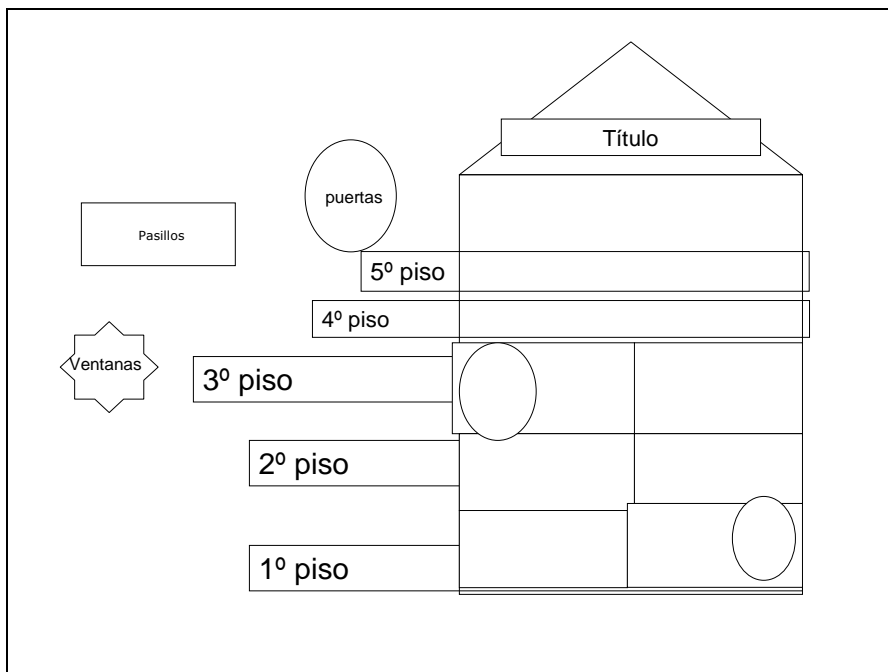 Título
puertas
Pasillos
5º piso
4º piso
Ventanas
3º piso
2º piso
1º piso